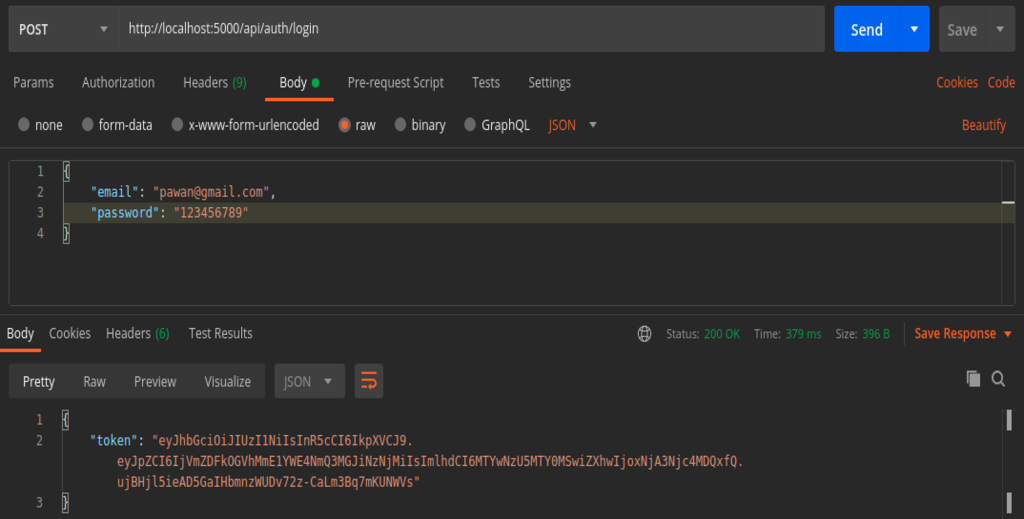 POST http://localhost:5000/api/auth/login Send Save
Params Authorization Headers (9) Body Pre-request Script Tests Settings Cookies Code
none form-data x-www-form-urlencoded raw binary GraphQL JSON Beautify
1 {
2 "email": "pawan@gmail.com",
3 "password": "123456789"
4 }
Body Cookies Headers (6) Test Results Status: 200 OK Time: 379 ms Size: 396 B Save Response
Pretty Raw Preview Visualize JSON
1 {
2 "token": "eyJhbGciOiJIUzI1NiIsInR5cCI6IkpXVCJ9.
eyJpZCI6IjVmZDFkOGVhMmE1YWE4NmQ3MGJiNzNjMiIsImlhdCI6MTYwNzU5MTY0MSwiZXhwIjoxNjA3Njc4MDQxfQ.
ujBHjl5ieAD5GaIHbmnzWUDv72z-CaLm3Bq7mKUNWVs"
3 }